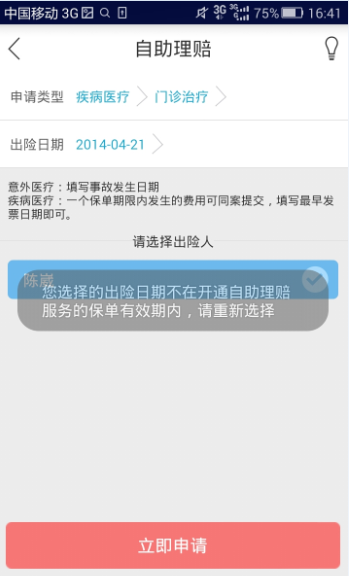 中国移动 3G 3G 3G 75% 16:41
自助理赔
申请类型 疾病医疗 门诊治疗
出险日期 2014-04-21
意外医疗：填写事故发生日期
疾病医疗：一个保单期限内发生的费用可同案提交，填写最早发
票日期即可。
请选择出险人
陈崴
您选择的出险日期不在开通自助理赔
服务的保单有效期内，请重新选择
立即申请